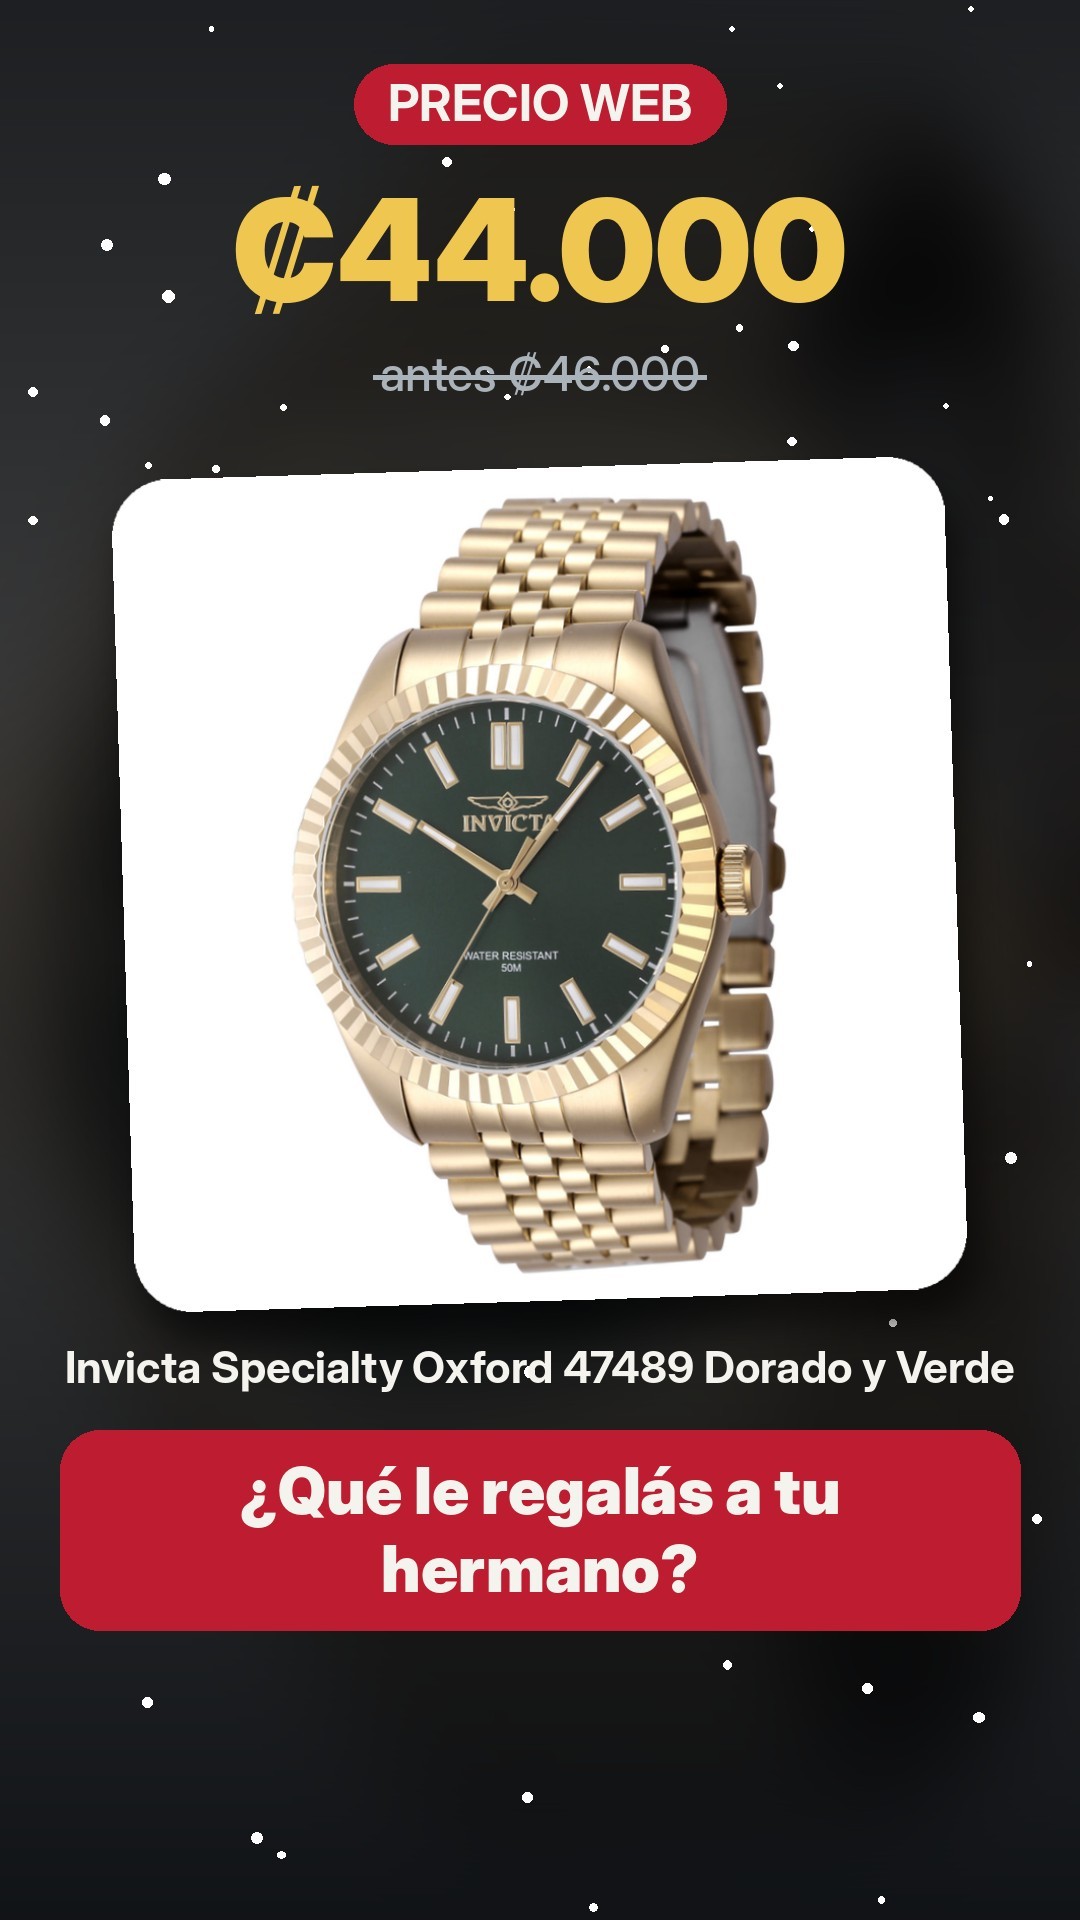 PRECIO WEB
₡44.000
antes ₡46.000
INVICTA
WATER RESISTANT
50M
Invicta Specialty Oxford 47489 Dorado y Verde
¿Qué le regalás a tu
hermano?